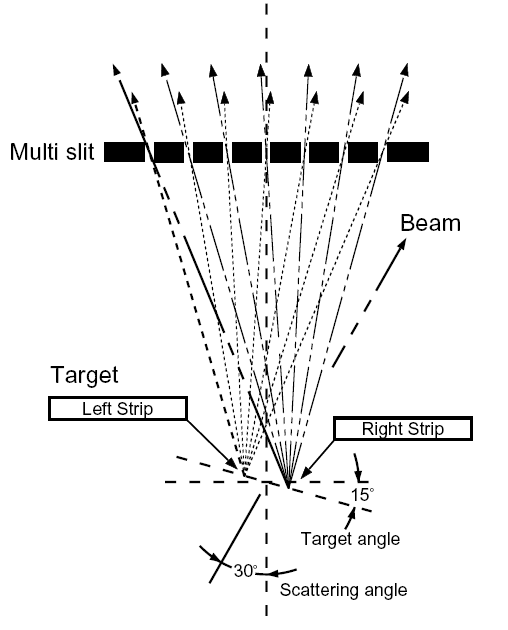 Multi slit
Beam
Target
Left Strip
Right Strip
15°
Target angle
30°
Scattering angle